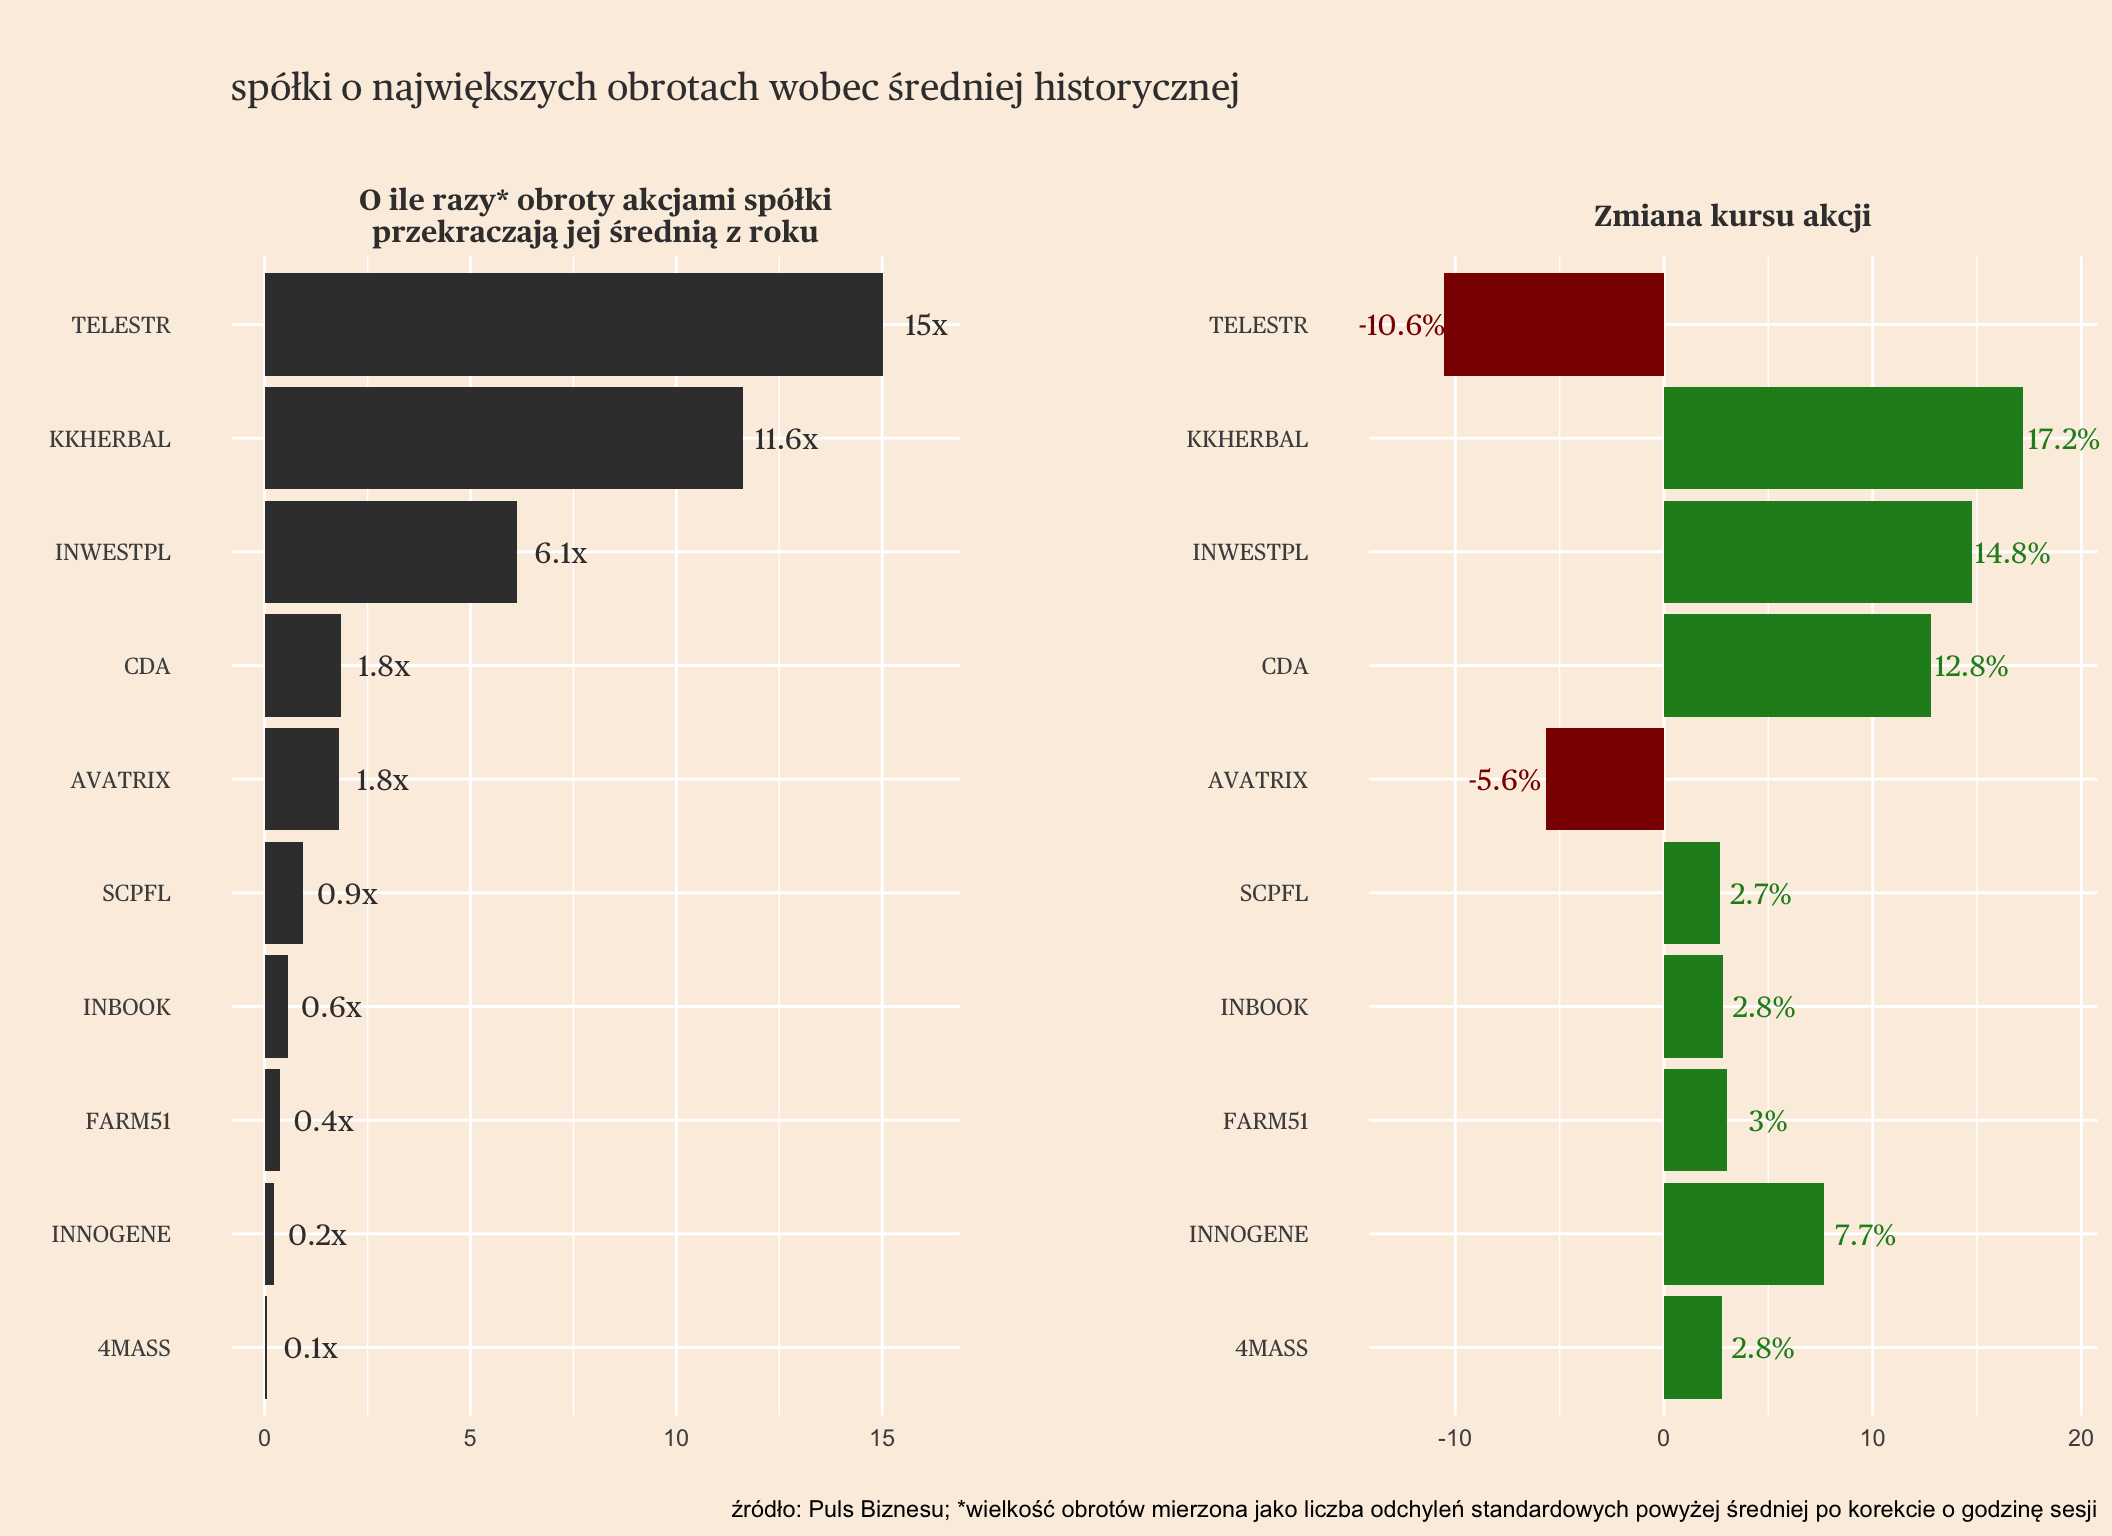 spółki o największych obrotach wobec średniej historycznej
O ile razy* obroty akcjami spółki
przekraczają jej średnią z roku
TELESTR 15x
KKHERBAL 11.6x
INWESTPL 6.1x
CDA 1.8x
AVATRIX 1.8x
SCPFL 0.9x
INBOOK 0.6x
FARM51 0.4x
INNOGENE 0.2x
4MASS 0.1x
0 5 10 15
Zmiana kursu akcji
TELESTR -10.6%
KKHERBAL 17.2%
INWESTPL 14.8%
CDA 12.8%
AVATRIX -5.6%
SCPFL 2.7%
INBOOK 2.8%
FARM51 3%
INNOGENE 7.7%
4MASS 2.8%
-10 0 10 20
źródło: Puls Biznesu; *wielkość obrotów mierzona jako liczba odchyleń standardowych powyżej średniej po korekcie o godzinę sesji